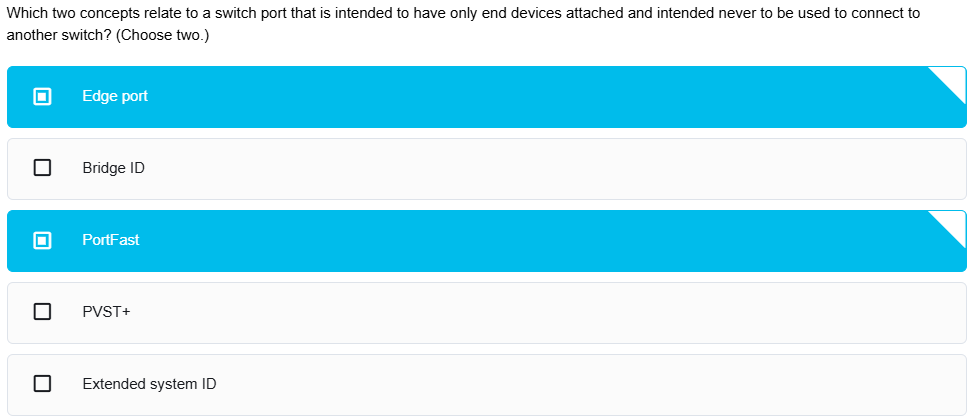 Which two concepts relate to a switch port that is intended to have only end devices attached and intended never to be used to connect to
another switch? (Choose two.)
Edge port
Bridge ID
PortFast
PVST+
Extended system ID